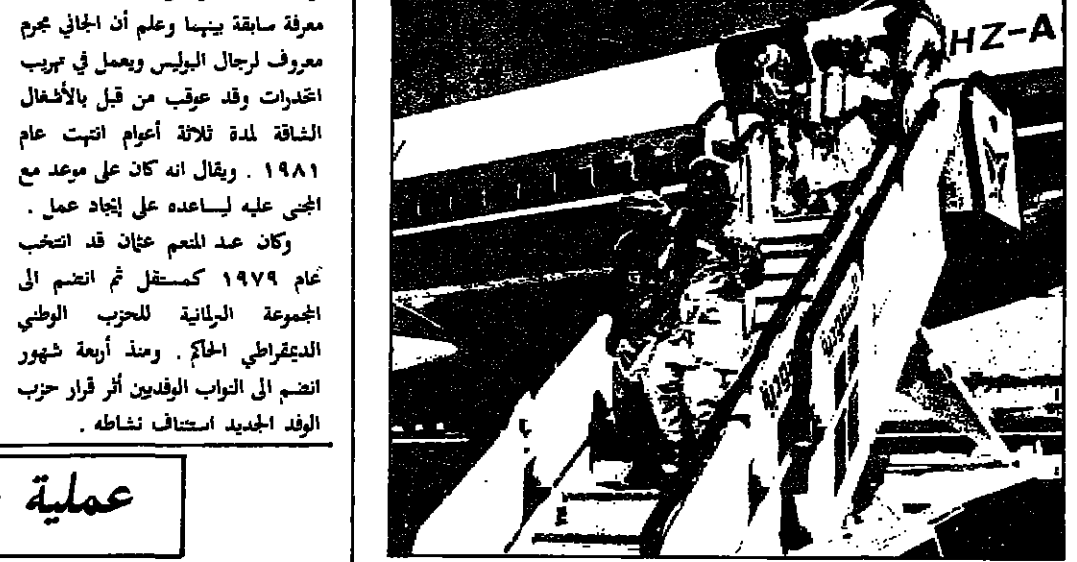 معرفة سابقة بينهما وعلم أن الجاني مجرم
معروف لرجال البوليس ويعمل في تهريب
المخدرات وقد عوقب من قبل بالأشغال
الشاقة لمدة ثلاثة أعوام انتهت عام
١٩٨١ . ويقال انه كان على موعد مع
المجنى عليه ليساعده على إيجاد عمل .
وكان عبد المنعم عثمان قد انتخب
عام ١٩٧٩ كمستقل ثم انضم الى
المجموعة البرلمانية للحزب الوطني
الديمقراطي الحاكم . ومنذ أربعة شهور
انضم الى النواب الوفديين أثر قرار حزب
الوفد الجديد استئناف نشاطه .
عملية
HZ-A
السعودية